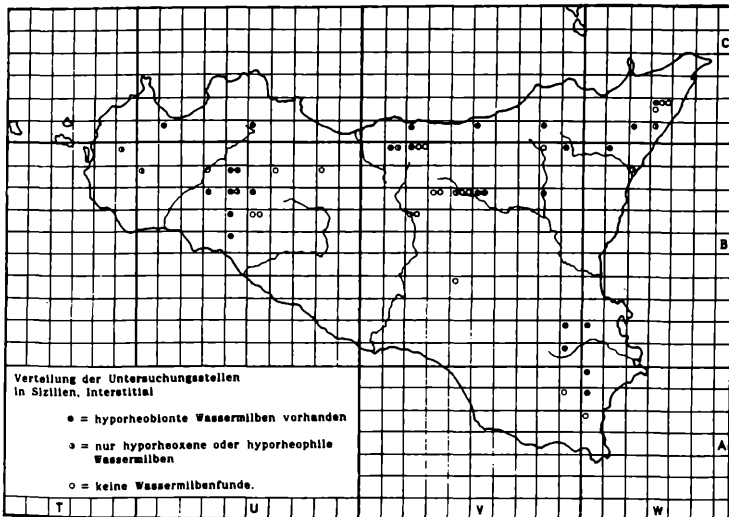 C
B
Verteilung der Untersuchungsstellen
in Sizilien, Interstitial
● = hyporheobionte Wassermilben vorhanden
◑ = nur hyporheoxene oder hyporheophile
Wassermilben
A
○ = keine Wassermilbenfunde.
T U V W